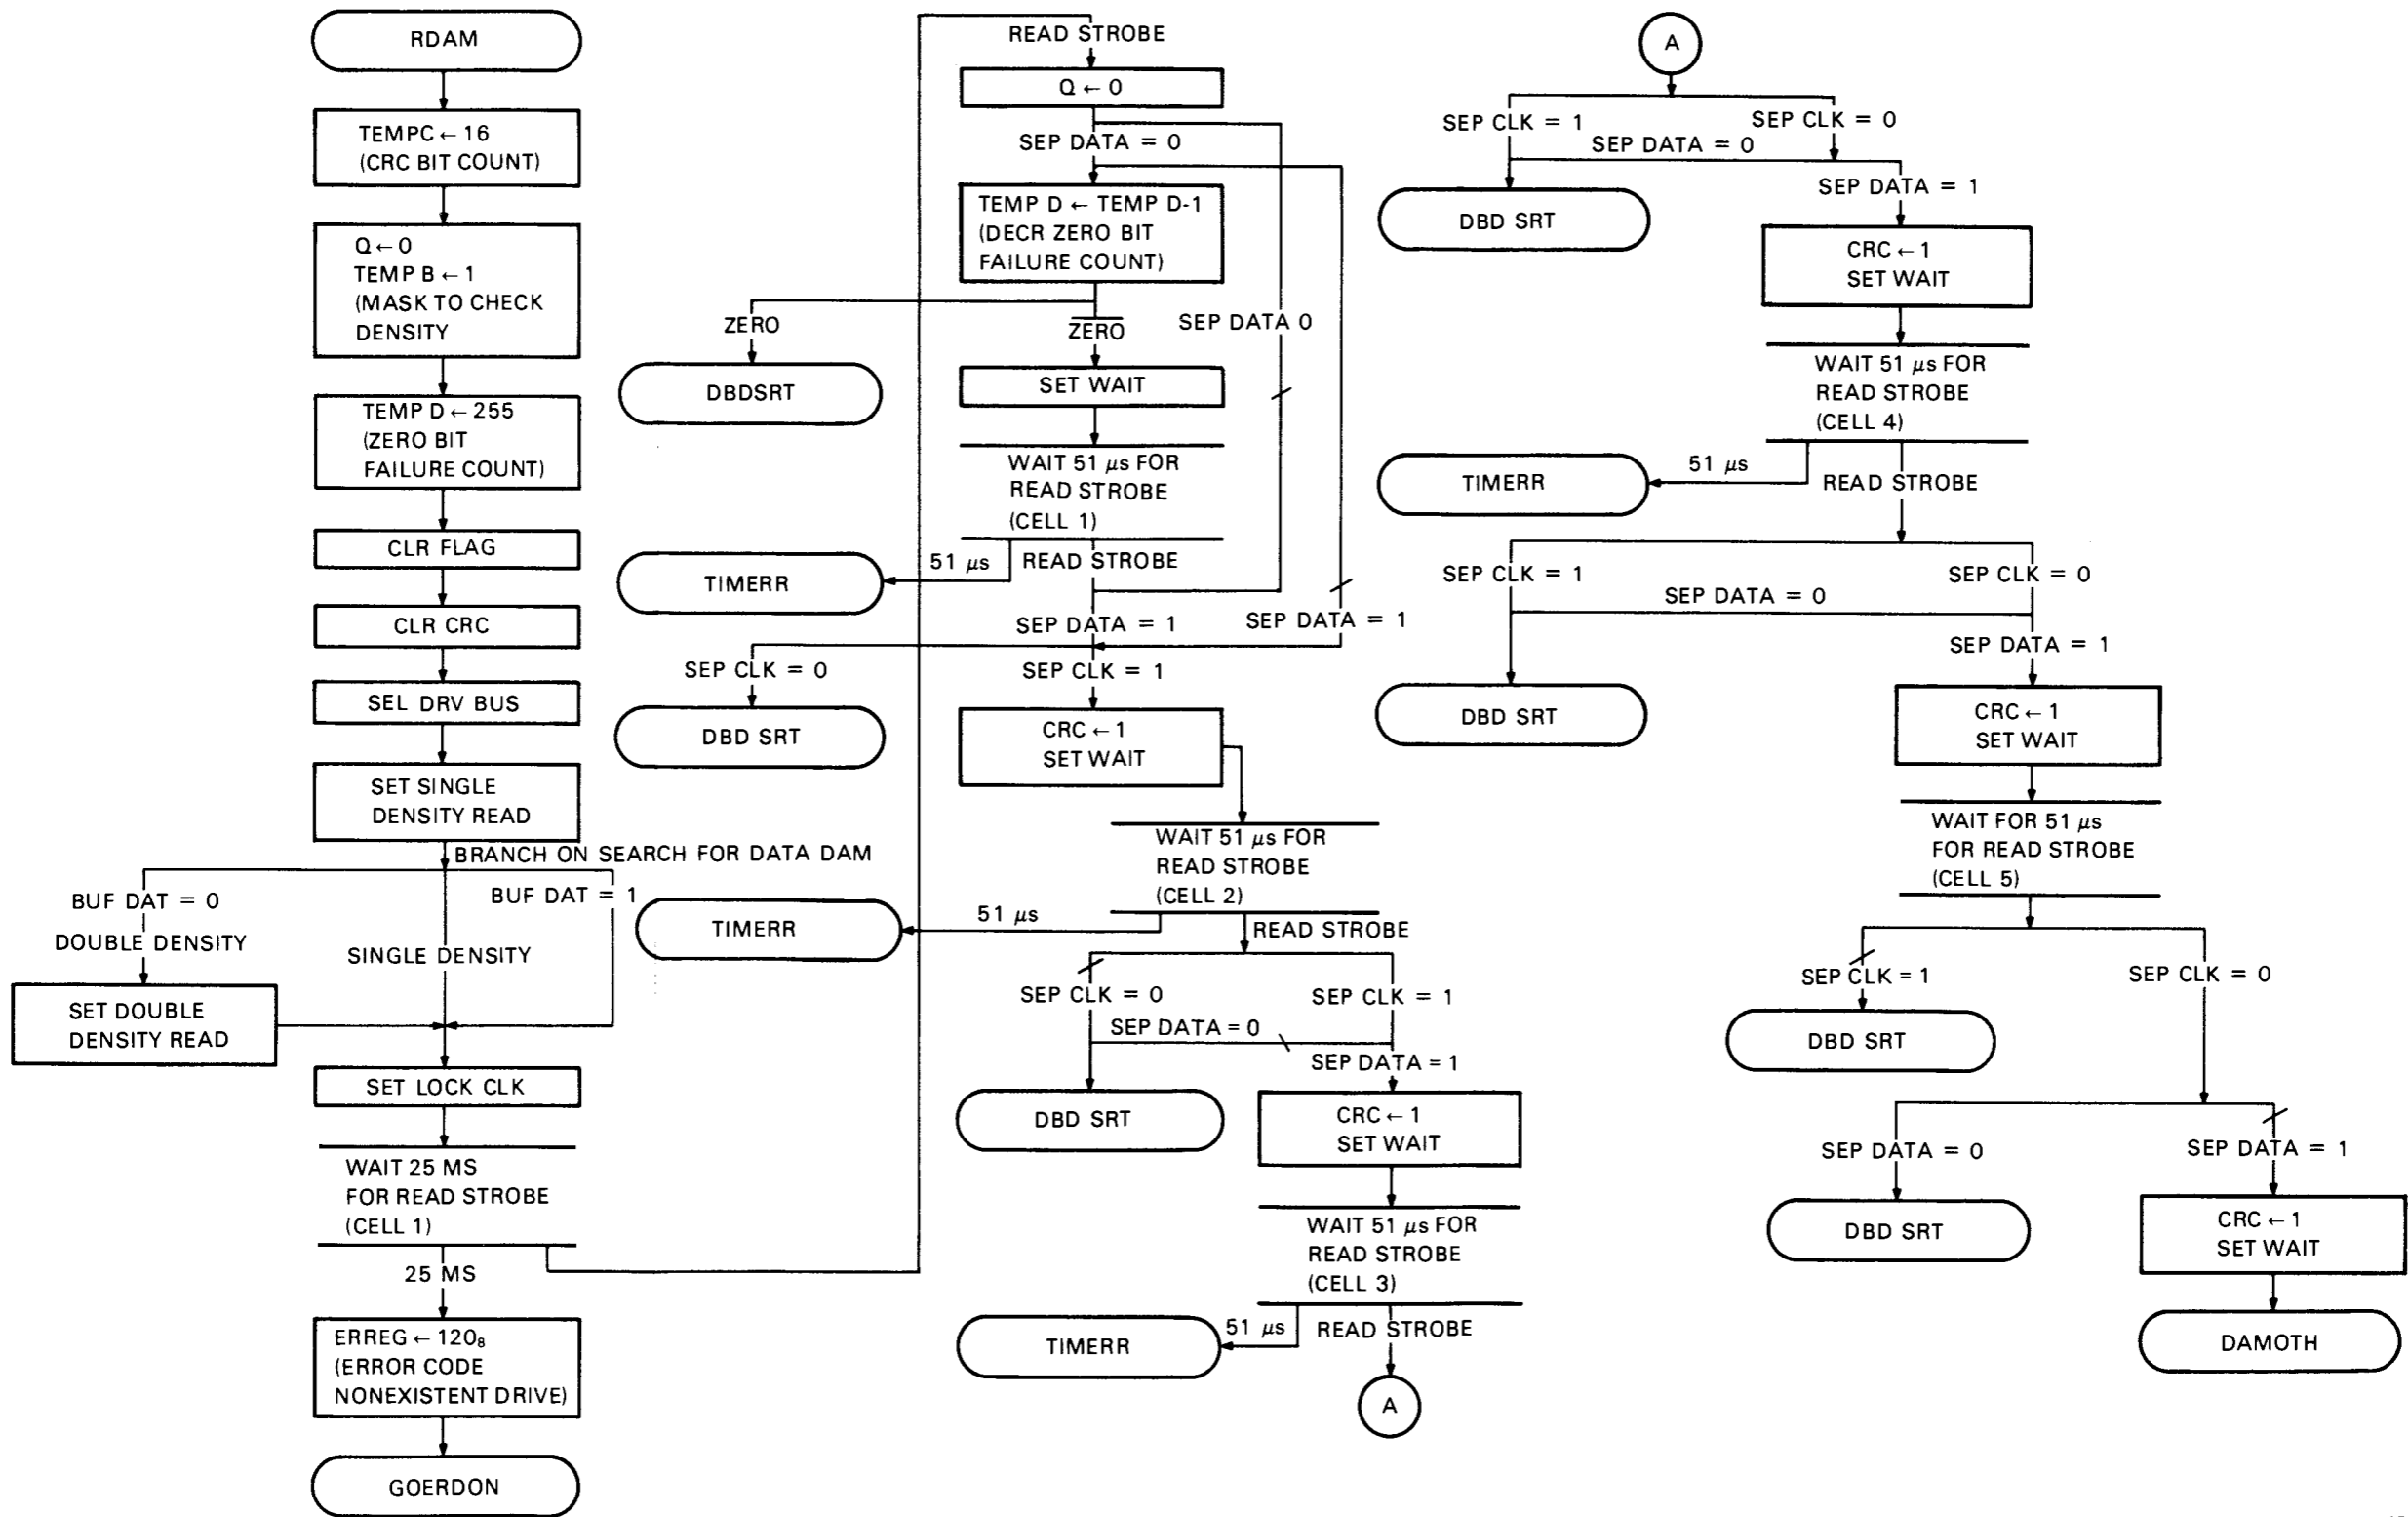 RDAM
TEMPC ← 16
(CRC BIT COUNT)
Q ← 0
TEMP B ← 1
(MASK TO CHECK
DENSITY
TEMP D ← 255
(ZERO BIT
FAILURE COUNT)
CLR FLAG
CLR CRC
SEL DRV BUS
SET SINGLE
DENSITY READ
BRANCH ON SEARCH FOR DATA DAM
BUF DAT = 0
BUF DAT = 1
DOUBLE DENSITY
SINGLE DENSITY
SET DOUBLE
DENSITY READ
SET LOCK CLK
WAIT 25 MS
FOR READ STROBE
(CELL 1)
25 MS
ERREG ← 120₈
(ERROR CODE
NONEXISTENT DRIVE)
GOERDON
READ STROBE
Q ← 0
SEP DATA = 0
TEMP D ← TEMP D-1
(DECR ZERO BIT
FAILURE COUNT)
ZERO
ZERO
SEP DATA 0
DBDSRT
SET WAIT
WAIT 51 μs FOR
READ STROBE
(CELL 1)
51 μs
READ STROBE
TIMERR
SEP DATA = 1
SEP DATA = 1
SEP CLK = 0
SEP CLK = 1
DBD SRT
CRC ← 1
SET WAIT
WAIT 51 μs FOR
READ STROBE
(CELL 2)
51 μs
READ STROBE
TIMERR
SEP CLK = 0
SEP CLK = 1
SEP DATA = 0
SEP DATA = 1
DBD SRT
CRC ← 1
SET WAIT
WAIT 51 μs FOR
READ STROBE
(CELL 3)
51 μs
READ STROBE
TIMERR
A
A
SEP CLK = 1
SEP CLK = 0
SEP DATA = 0
SEP DATA = 1
DBD SRT
CRC ← 1
SET WAIT
WAIT 51 μs FOR
READ STROBE
(CELL 4)
51 μs
READ STROBE
TIMERR
SEP CLK = 1
SEP CLK = 0
SEP DATA = 0
SEP DATA = 1
DBD SRT
CRC ← 1
SET WAIT
WAIT FOR 51 μs
FOR READ STROBE
(CELL 5)
SEP CLK = 1
SEP CLK = 0
DBD SRT
SEP DATA = 0
SEP DATA = 1
DBD SRT
CRC ← 1
SET WAIT
DAMOTH